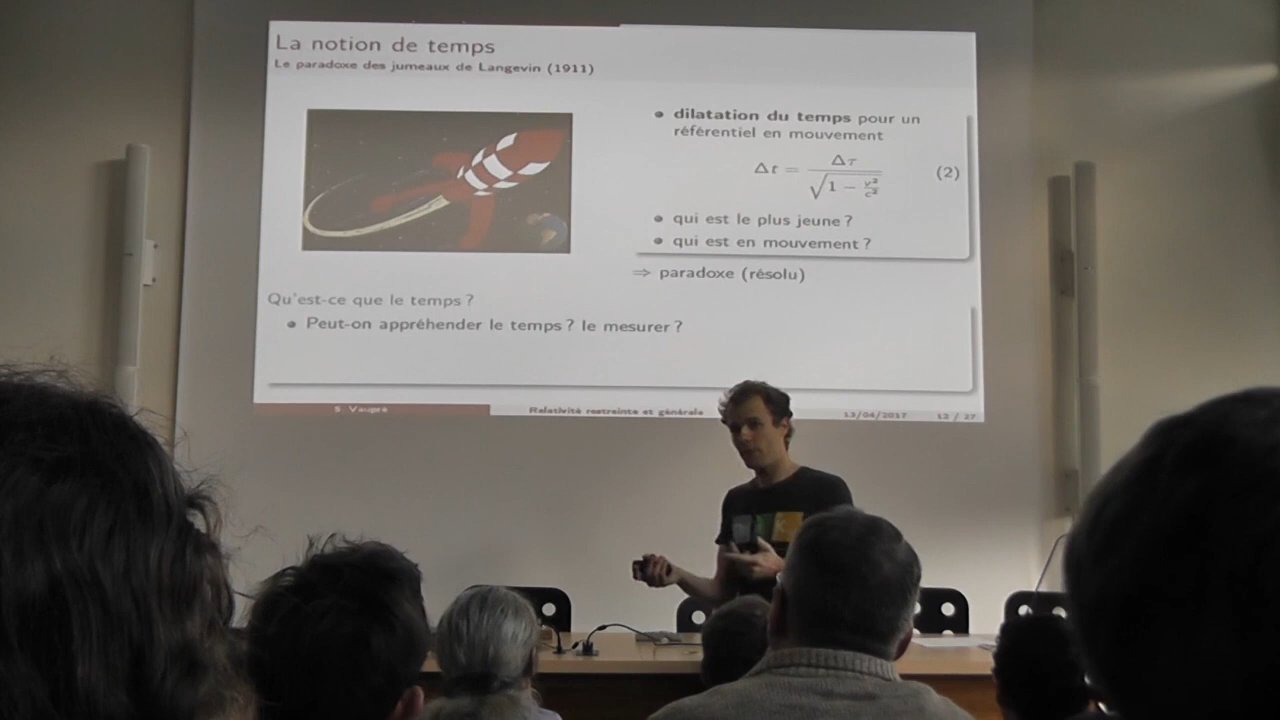 La notion de temps
Le paradoxe des jumeaux de Langevin (1911)
• dilatation du temps pour un
référentiel en mouvement
Δt = Δτ / √(1 − v²/c²) (2)
• qui est le plus jeune ?
• qui est en mouvement ?
⇒ paradoxe (résolu)
Qu'est-ce que le temps ?
• Peut-on appréhender le temps ? le mesurer ?
S Vaupré Relativité restreinte et générale 13/04/2017 12 / 27